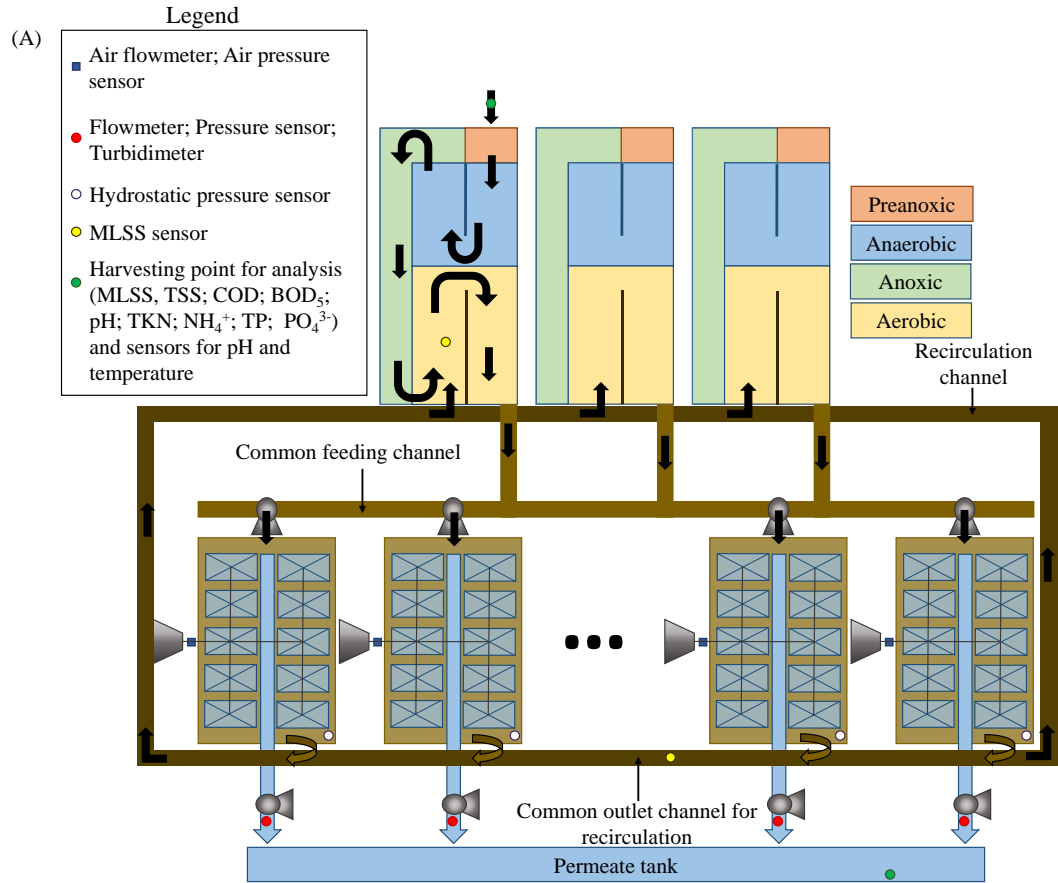 Legend
(A)
Air flowmeter; Air pressure
sensor
Flowmeter; Pressure sensor;
Turbidimeter
Hydrostatic pressure sensor
MLSS sensor
Harvesting point for analysis
(MLSS, TSS; COD; BOD₅;
pH; TKN; NH₄⁺; TP; PO₄³⁻)
and sensors for pH and
temperature
Preanoxic
Anaerobic
Anoxic
Aerobic
Recirculation
channel
Common feeding channel
Common outlet channel for
recirculation
Permeate tank